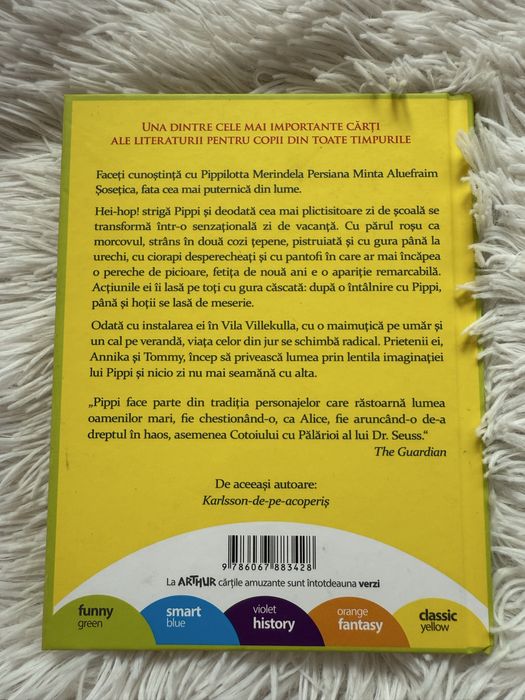 UNA DINTRE CELE MAI IMPORTANTE CĂRȚI
ALE LITERATURII PENTRU COPII DIN TOATE TIMPURILE
Faceți cunoștință cu Pippilotta Merindela Persiana Minta Aluefraim
Șosețica, fata cea mai puternică din lume.
Hei-hop! strigă Pippi și deodată cea mai plictisitoare zi de școală se
transformă într-o senzațională zi de vacanță. Cu părul roșu ca
morcovul, strâns în două cozi țepene, pistruiată și cu gura până la
urechi, cu ciorapi desperecheați și cu pantofi în care ar mai încăpea
o pereche de picioare, fetița de nouă ani e o apariție remarcabilă.
Acțiunile ei îi lasă pe toți cu gura căscată: după o întâlnire cu Pippi,
până și hoții se lasă de meserie.
Odată cu instalarea ei în Vila Villekulla, cu o maimuțică pe umăr și
un cal pe verandă, viața celor din jur se schimbă radical. Prietenii ei,
Annika și Tommy, încep să privească lumea prin lentila imaginației
lui Pippi și nicio zi nu mai seamănă cu alta.
„Pippi face parte din tradiția personajelor care răstoarnă lumea
oamenilor mari, fie chestionând-o, ca Alice, fie aruncând-o de-a
dreptul în haos, asemenea Cotoiului cu Pălărioi al lui Dr. Seuss.“
The Guardian
De aceeași autoare:
Karlsson-de-pe-acoperiș
9 786067 883428
La ARTHUR cărțile amuzante sunt întotdeauna verzi
funny
green
smart
blue
violet
history
orange
fantasy
classic
yellow